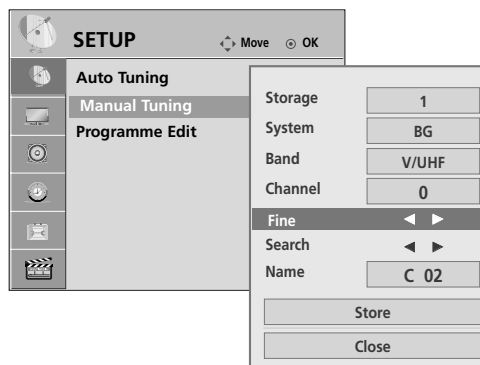 SETUP Move OK
Auto Tuning
Manual Tuning
Programme Edit
Storage 1
System BG
Band V/UHF
Channel 0
Fine
Search
Name C 02
Store
Close